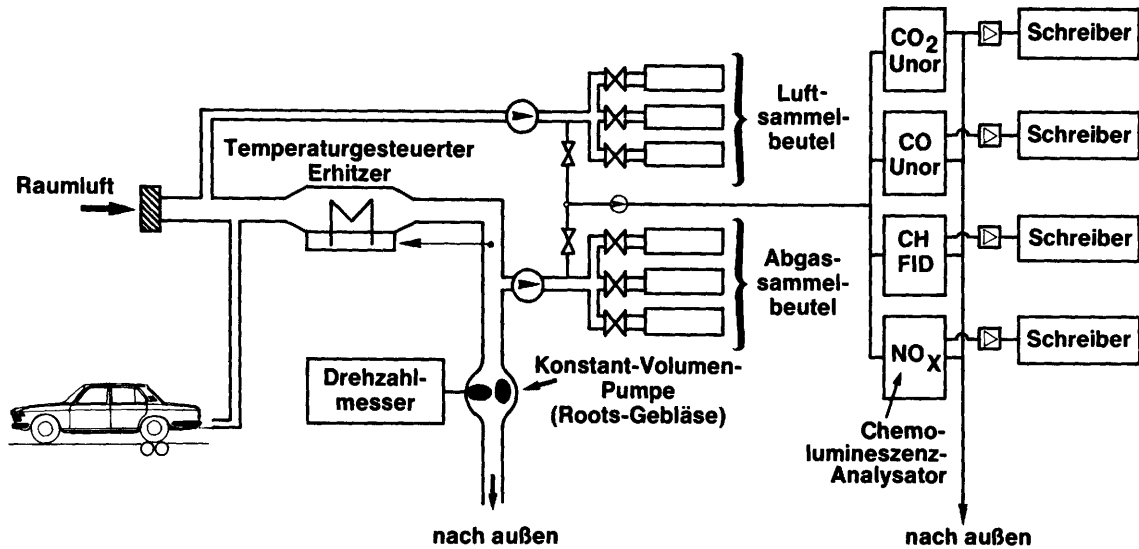 Raumluft
Temperaturgesteuerter
Erhitzer
Luft-
sammel-
beutel
Abgas-
sammel-
beutel
Drehzahl-
messer
Konstant-Volumen-
Pumpe
(Roots-Gebläse)
nach außen
CO2
Unor
Schreiber
CO
Unor
Schreiber
CH
FID
Schreiber
NOX
Schreiber
Chemo-
lumineszenz-
Analysator
nach außen